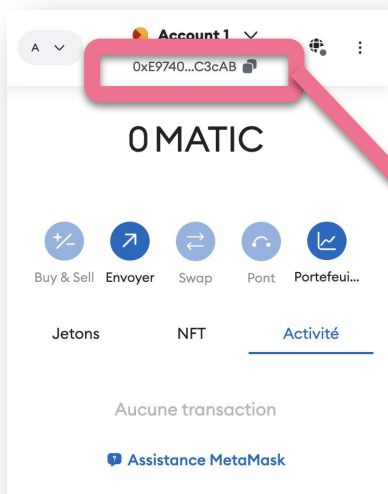 A
Account 1
0xE9740...C3cAB
0 MATIC
Buy & Sell Envoyer Swap Pont Portefeui...
Jetons NFT Activité
Aucune transaction
Assistance MetaMask